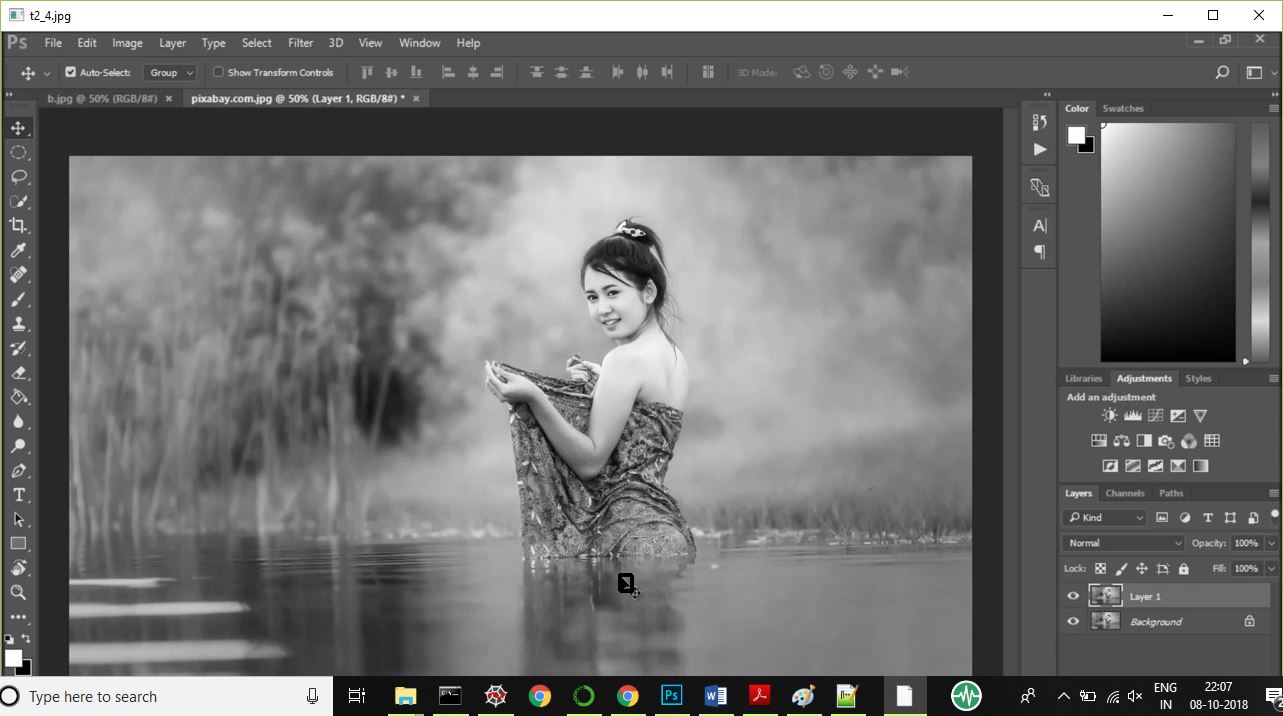 t2_4.jpg
Ps File Edit Image Layer Type Select Filter 3D View Window Help
Auto-Select: Group Show Transform Controls 3D Mode:
b.jpg @ 50% (RGB/8#) × pixabay.com.jpg @ 50% (Layer 1, RGB/8#) * ×
Color Swatches
Libraries Adjustments Styles
Add an adjustment
Layers Channels Paths
Kind
Normal Opacity: 100%
Lock: Fill: 100%
Layer 1
Background
Type here to search
Ps
ENG
IN
22:07
08-10-2018